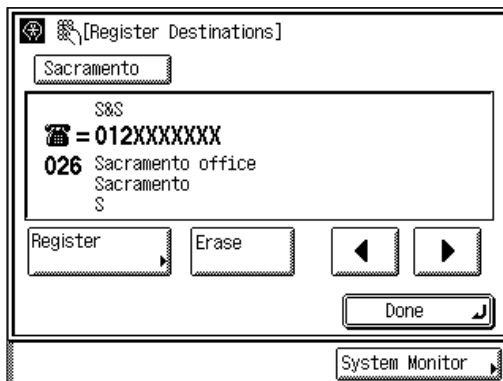 [Register Destinations]
Sacramento
S&S
=012XXXXXXX
026 Sacramento office
Sacramento
S
Register Erase
Done
System Monitor